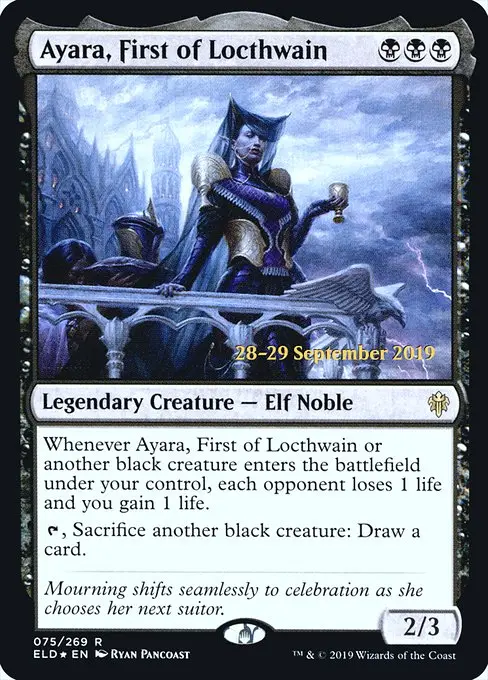 Ayara, First of Locthwain
28–29 September 2019
Legendary Creature — Elf Noble
Whenever Ayara, First of Locthwain or
another black creature enters the battlefield
under your control, each opponent loses 1 life
and you gain 1 life.
, Sacrifice another black creature: Draw a
card.
Mourning shifts seamlessly to celebration as she
chooses her next suitor.
2/3
075/269 R
ELD ★ EN Ryan Pancoast
™ & © 2019 Wizards of the Coast